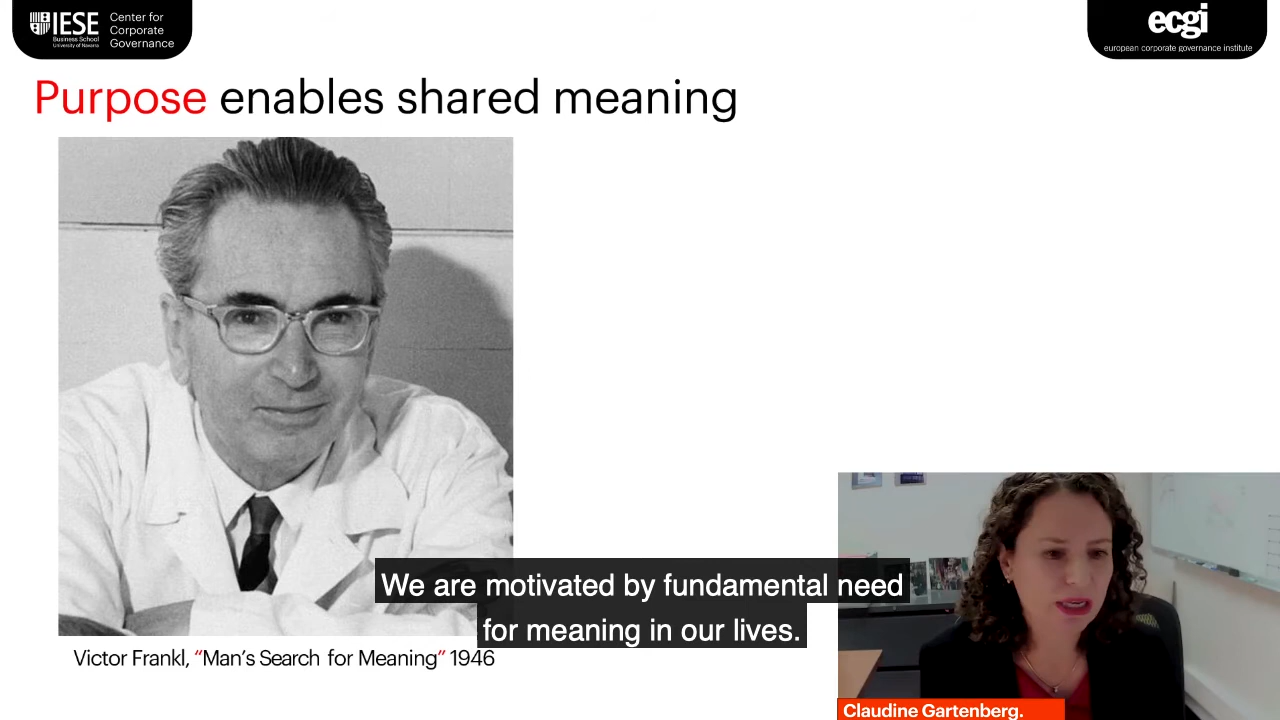 IESE
Business School
University of Navarra
Center for
Corporate
Governance
ecgi
european corporate governance institute
Purpose enables shared meaning
We are motivated by fundamental need
for meaning in our lives.
Victor Frankl, “Man’s Search for Meaning“ 1946
Claudine Gartenberg.